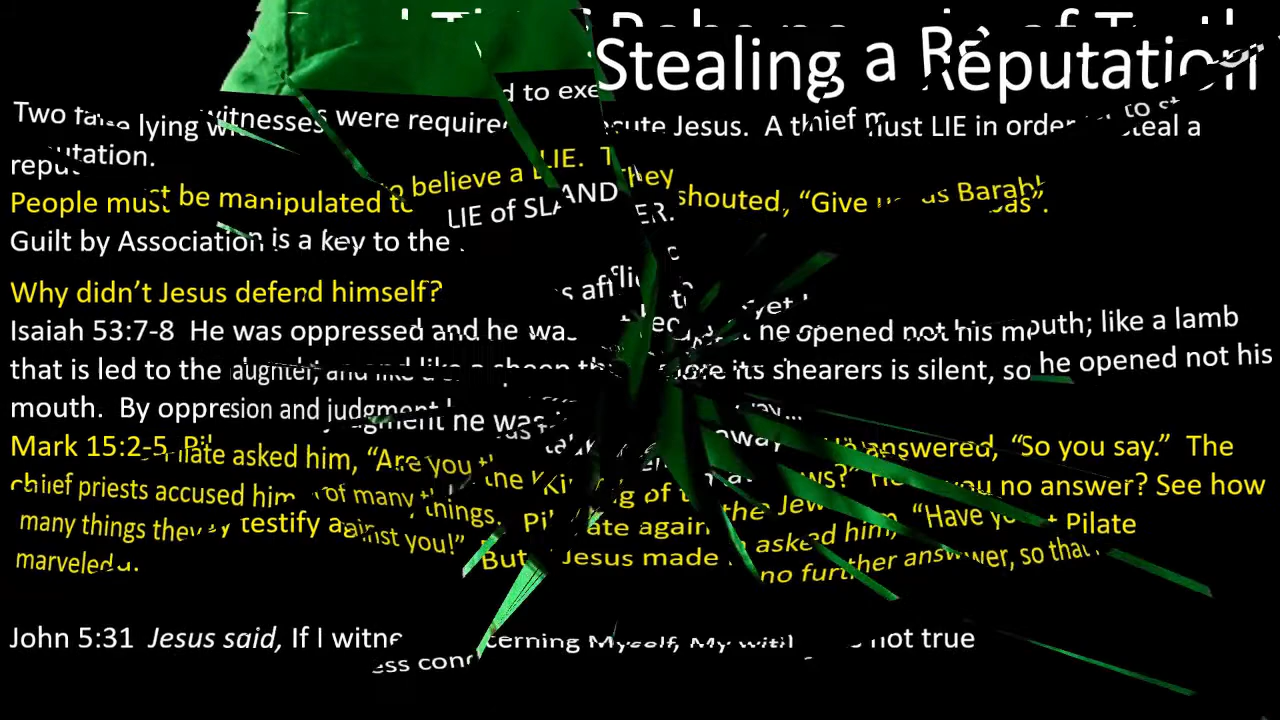 Stealing a Reputation
Two false lying witnesses were required to execute Jesus. A thief must LIE in order to steal a
reputation.
People must be manipulated to believe a LIE. They shouted, “Give us Barabbas”.
Guilt by Association is a key to the LIE of SLANDER.
Why didn’t Jesus defend himself?
Isaiah 53:7-8 He was oppressed and he was afflicted, yet he opened not his mouth; like a lamb
that is led to the slaughter, and like a sheep that before its shearers is silent, so he opened not his
mouth. By oppresion and judgment he was taken away...
Mark 15:2-5 Pilate asked him, “Are you the King of the Jews?” He answered, “So you say.” The
chief priests accused him of many things. Pilate again asked him, “Have you no answer? See how
many things they testify against you!” But Jesus made no further answer, so that Pilate
marveled.
John 5:31 Jesus said, If I witness concerning Myself, My not true